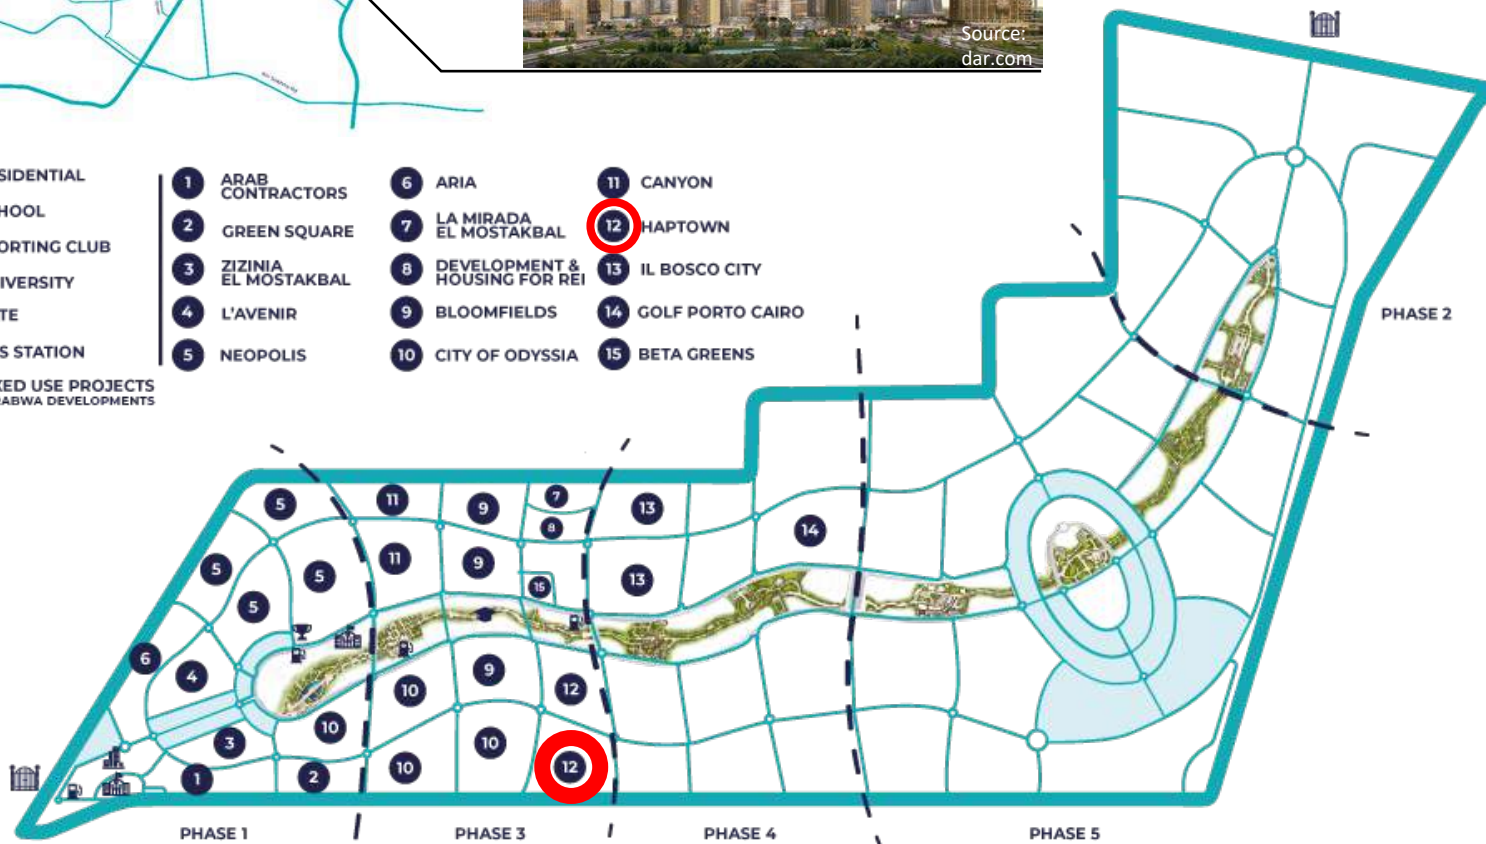 Source:
dar.com
SIDENTIAL
HOOL
ORTING CLUB
IVERSITY
TE
S STATION
XED USE PROJECTS
RABWA DEVELOPMENTS
1 ARAB
CONTRACTORS
2 GREEN SQUARE
3 ZIZINIA
EL MOSTAKBAL
4 L'AVENIR
5 NEOPOLIS
6 ARIA
7 LA MIRADA
EL MOSTAKBAL
8 DEVELOPMENT &
HOUSING FOR REI
9 BLOOMFIELDS
10 CITY OF ODYSSIA
11 CANYON
12 HAPTOWN
13 IL BOSCO CITY
14 GOLF PORTO CAIRO
15 BETA GREENS
PHASE 2
5
11
9
7
13
8
14
5
5
11
9
15
13
5
6
4
9
12
10
10
3
10
1
2
10
12
PHASE 1
PHASE 3
PHASE 4
PHASE 5